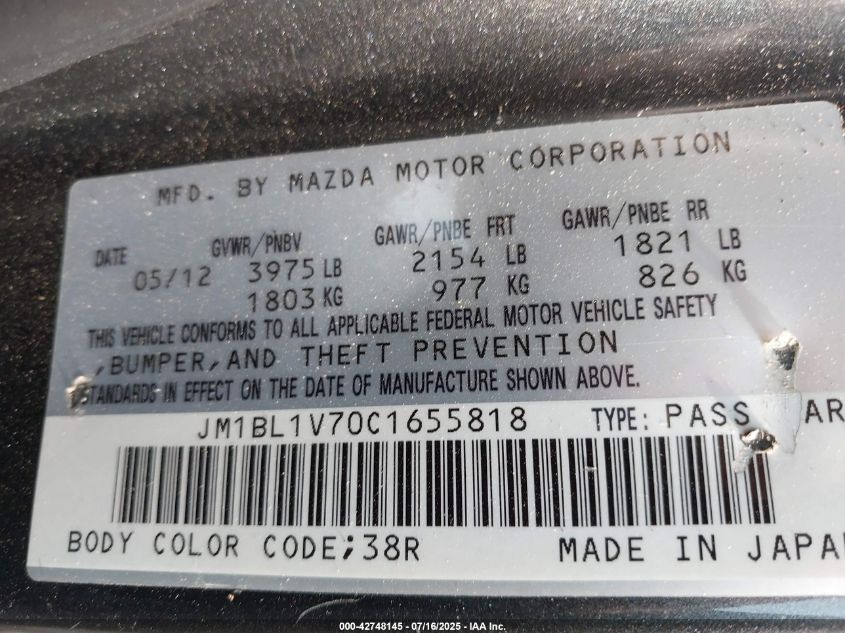 MFD. BY MAZDA MOTOR CORPORATION
DATE GVWR/PNBV GAWR/PNBE FRT GAWR/PNBE RR
05/12 3975 LB 2154 LB 1821 LB
1803 KG 977 KG 826 KG
THIS VEHICLE CONFORMS TO ALL APPLICABLE FEDERAL MOTOR VEHICLE SAFETY
,BUMPER,AND THEFT PREVENTION
STANDARDS IN EFFECT ON THE DATE OF MANUFACTURE SHOWN ABOVE.
JM1BL1V70C1655818 TYPE: PASS AR
BODY COLOR CODE;38R MADE IN JAPA
000-42748145 - 07/16/2025 - IAA Inc.